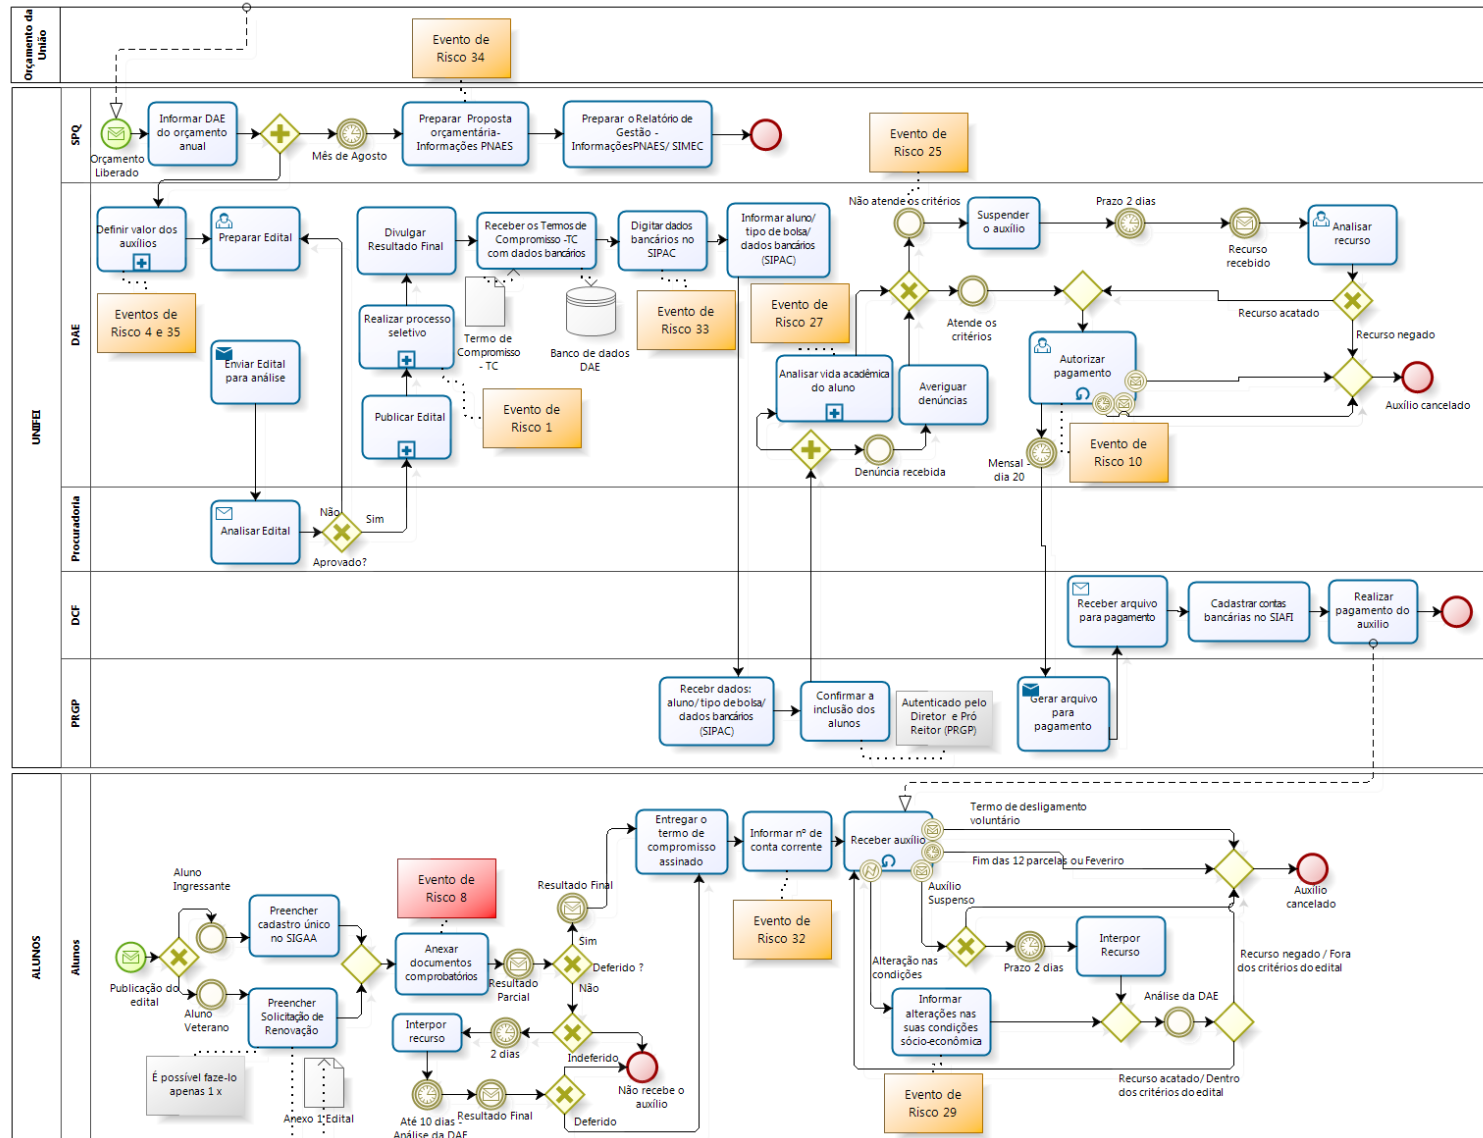 Orçamento da
União
Evento de
Risco 34
UNIFEI
SPQ
Orçamento
Liberado
Informar DAE
do orçamento
anual
Mês de Agosto
Preparar Proposta
orçamentária-
Informações PNAES
Preparar o Relatório de
Gestão -
InformaçõesPNAES/ SIMEC
Evento de
Risco 25
DAE
Definir valor dos
auxílios
Preparar Edital
Divulgar
Resultado Final
Receber os Termos de
Compromisso -TC
com dados bancários
Digitar dados
bancários no
SIPAC
Informar aluno/
tipo de bolsa/
dados bancários
(SIPAC)
Não atende os critérios
Suspender
o auxílio
Prazo 2 dias
Recurso
recebido
Analisar
recurso
Eventos de
Risco 4 e 35
Realizar processo
seletivo
Termo de
Compromisso
- TC
Banco de dados
DAE
Evento de
Risco 33
Evento de
Risco 27
Atende os
critérios
Recurso acatado
Recurso negado
Enviar Edital
para análise
Publicar Edital
Evento de
Risco 1
Analisar vida acadêmica
do aluno
Averiguar
denúncias
Autorizar
pagamento
Auxílio cancelado
Denúncia recebida
Mensal -
dia 20
Evento de
Risco 10
Procuradoria
Analisar Edital
Não
Sim
Aprovado?
DCF
Receber arquivo
para pagamento
Cadastrar contas
bancárias no SIAFI
Realizar
pagamento do
auxilio
PRGP
Recebr dados:
aluno/ tipo de bolsa/
dados bancários
(SIPAC)
Confirmar a
inclusão dos
alunos
Autenticado pelo
Diretor e Pró
Reitor (PRGP)
Gerar arquivo
para
pagamento
ALUNOS
Alunos
Publicação do
edital
Aluno
Ingressante
Aluno
Veterano
Preencher
cadastro único
no SIGAA
Preencher
Solicitação de
Renovação
É possível faze-lo
apenas 1 x
Anexo 1 Edital
Evento de
Risco 8
Anexar
documentos
comprobatórios
Resultado
Parcial
Resultado Final
Sim
Deferido ?
Não
Interpor
recurso
2 dias
Indeferido
Não recebe o
auxílio
Até 10 dias -
Análise da DAE
Resultado Final
Deferido
Entregar o
termo de
compromisso
assinado
Informar nº de
conta corrente
Evento de
Risco 32
Receber auxílio
Termo de desligamento
voluntário
Fim das 12 parcelas ou Feveriro
Auxílio
Suspenso
Auxílio
cancelado
Alteração nas
condições
Prazo 2 dias
Interpor
Recurso
Recurso negado / Fora
dos critérios do edital
Informar
alterações nas
suas condições
sócio-econômica
Análise da DAE
Recurso acatado/ Dentro
dos critérios do edital
Evento de
Risco 29